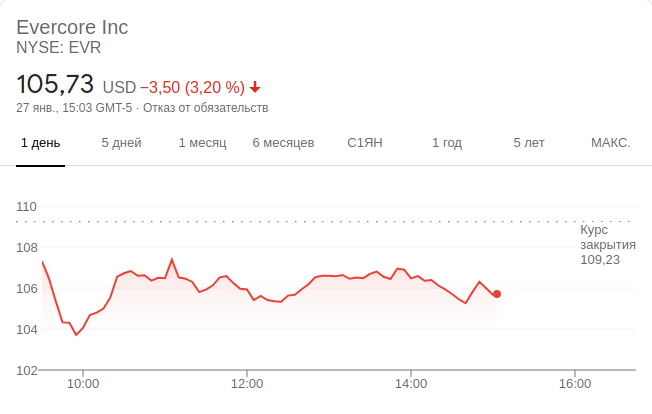 Evercore Inc
NYSE: EVR
105,73 USD −3,50 (3,20 %)
27 янв., 15:03 GMT-5 · Отказ от обязательств
1 день 5 дней 1 месяц 6 месяцев С1ЯН 1 год 5 лет МАКС.
110
Курс
закрытия
109,23
108
106
104
102
10:00 12:00 14:00 16:00